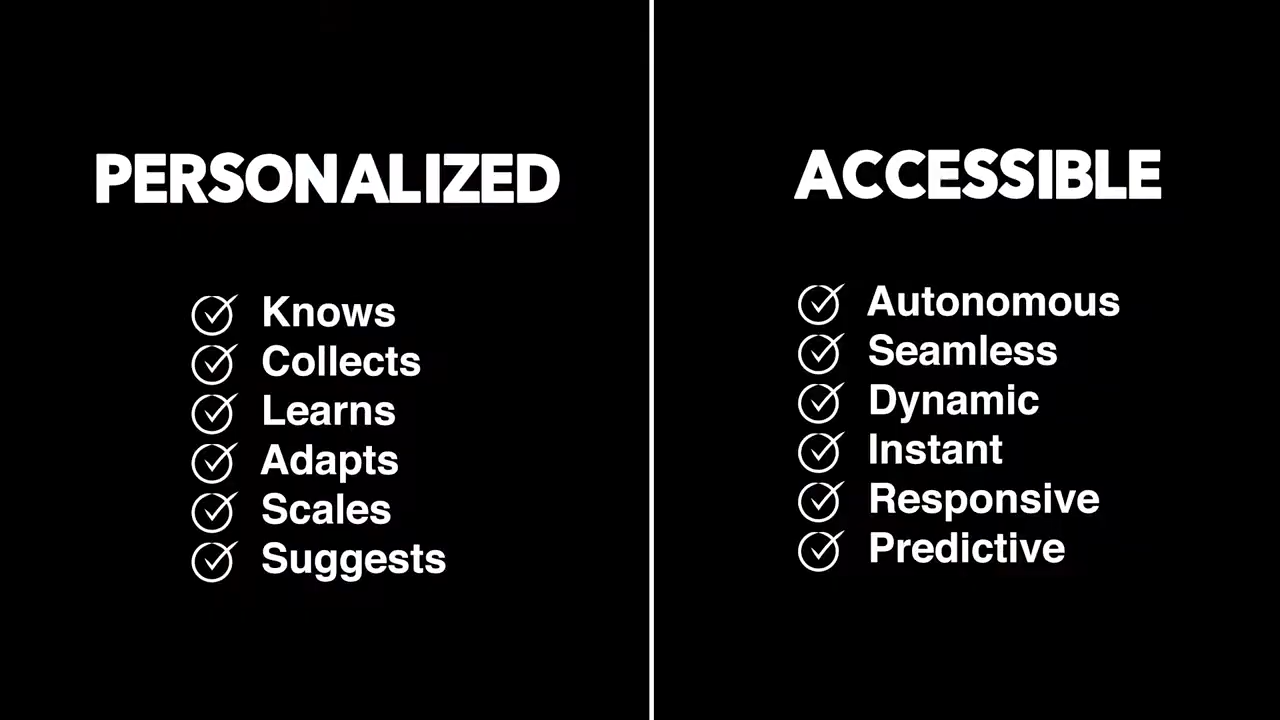 PERSONALIZED
Knows
Collects
Learns
Adapts
Scales
Suggests
ACCESSIBLE
Autonomous
Seamless
Dynamic
Instant
Responsive
Predictive